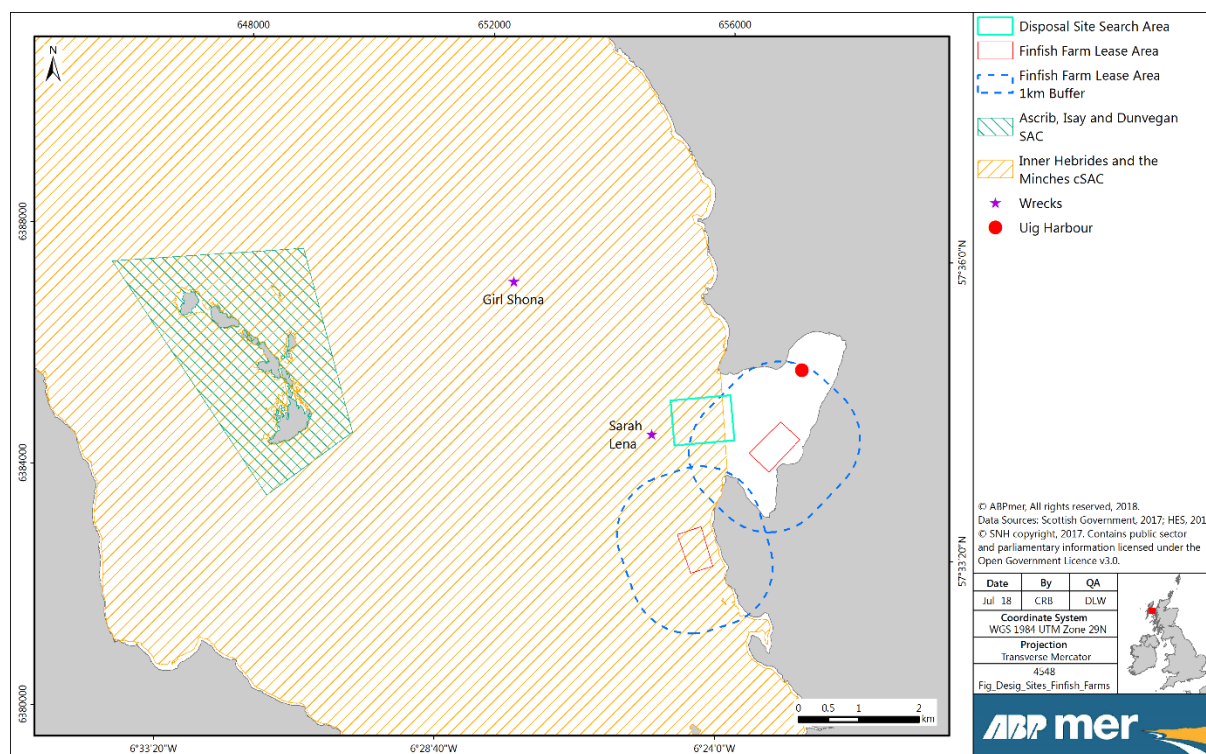 648000
652000
656000
N
6388000
6384000
6380000
57°36'0"N
57°33'20"N
Girl Shona
Sarah
Lena
0 0.5 1 2
km
6°33'20"W
6°28'40"W
6°24'0"W
Disposal Site Search Area
Finfish Farm Lease Area
Finfish Farm Lease Area
1km Buffer
Ascrib, Isay and Dunvegan
SAC
Inner Hebrides and the
Minches cSAC
Wrecks
Uig Harbour
© ABPmer, All rights reserved, 2018.
Data Sources: Scottish Government, 2017; HES, 201
© SNH copyright, 2017. Contains public sector
and parliamentary information licensed under the
Open Government Licence v3.0.
Date By QA
Jul 18 CRB DLW
Coordinate System
WGS 1984 UTM Zone 29N
Projection
Transverse Mercator
4548
Fig_Desig_Sites_Finfish_Farms
ABPmer